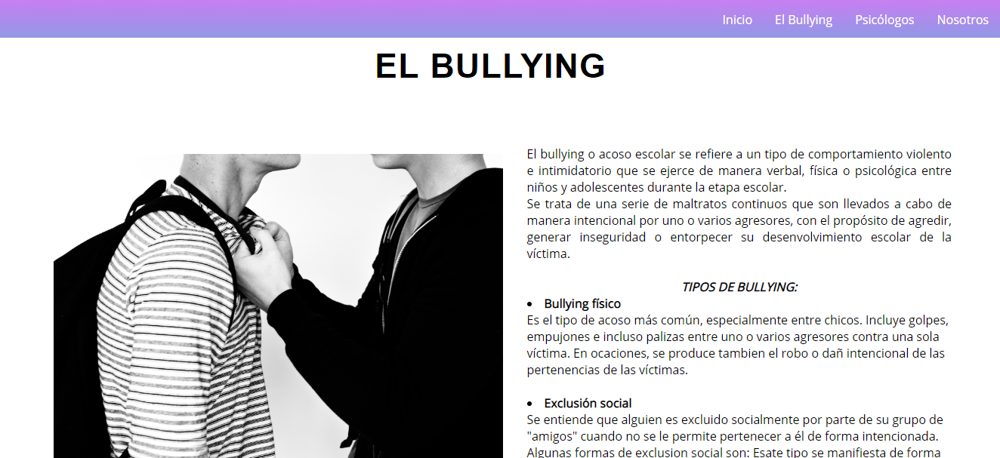 Inicio El Bullying Psicólogos Nosotros
EL BULLYING
El bullying o acoso escolar se refiere a un tipo de comportamiento violento
e intimidatorio que se ejerce de manera verbal, física o psicológica entre
niños y adolescentes durante la etapa escolar.
Se trata de una serie de maltratos continuos que son llevados a cabo de
manera intencional por uno o varios agresores, con el propósito de agredir,
generar inseguridad o entorpecer su desenvolvimiento escolar de la
víctima.
TIPOS DE BULLYING:
• Bullying físico
Es el tipo de acoso más común, especialmente entre chicos. Incluye golpes,
empujones e incluso palizas entre uno o varios agresores contra una sola
víctima. En ocaciones, se produce tambien el robo o dañ intencional de las
pertenencias de las víctimas.
• Exclusión social
Se entiende que alguien es excluido socialmente por parte de su grupo de
"amigos" cuando no se le permite pertenecer a él de forma intencionada.
Algunas formas de exclusion social son: Esate tipo se manifiesta de forma